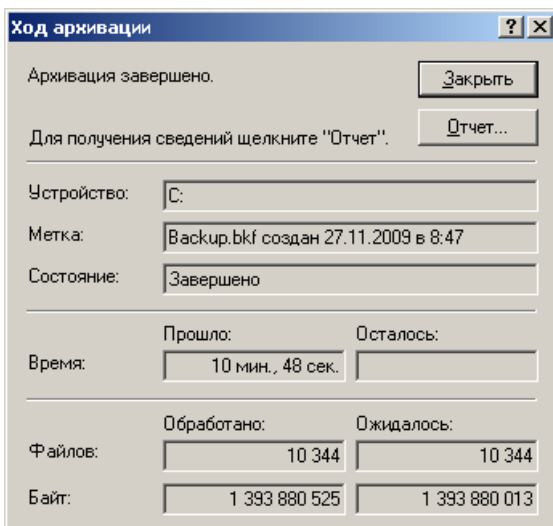 Ход архивации
Архивация завершено.
Закрыть
Для получения сведений щелкните "Отчет".
Отчет...
Устройство: C:
Метка: Backup.bkf создан 27.11.2009 в 8:47
Состояние: Завершено
Прошло: Осталось:
Время: 10 мин., 48 сек.
Обработано: Ожидалось:
Файлов: 10 344 10 344
Байт: 1 393 880 525 1 393 880 013